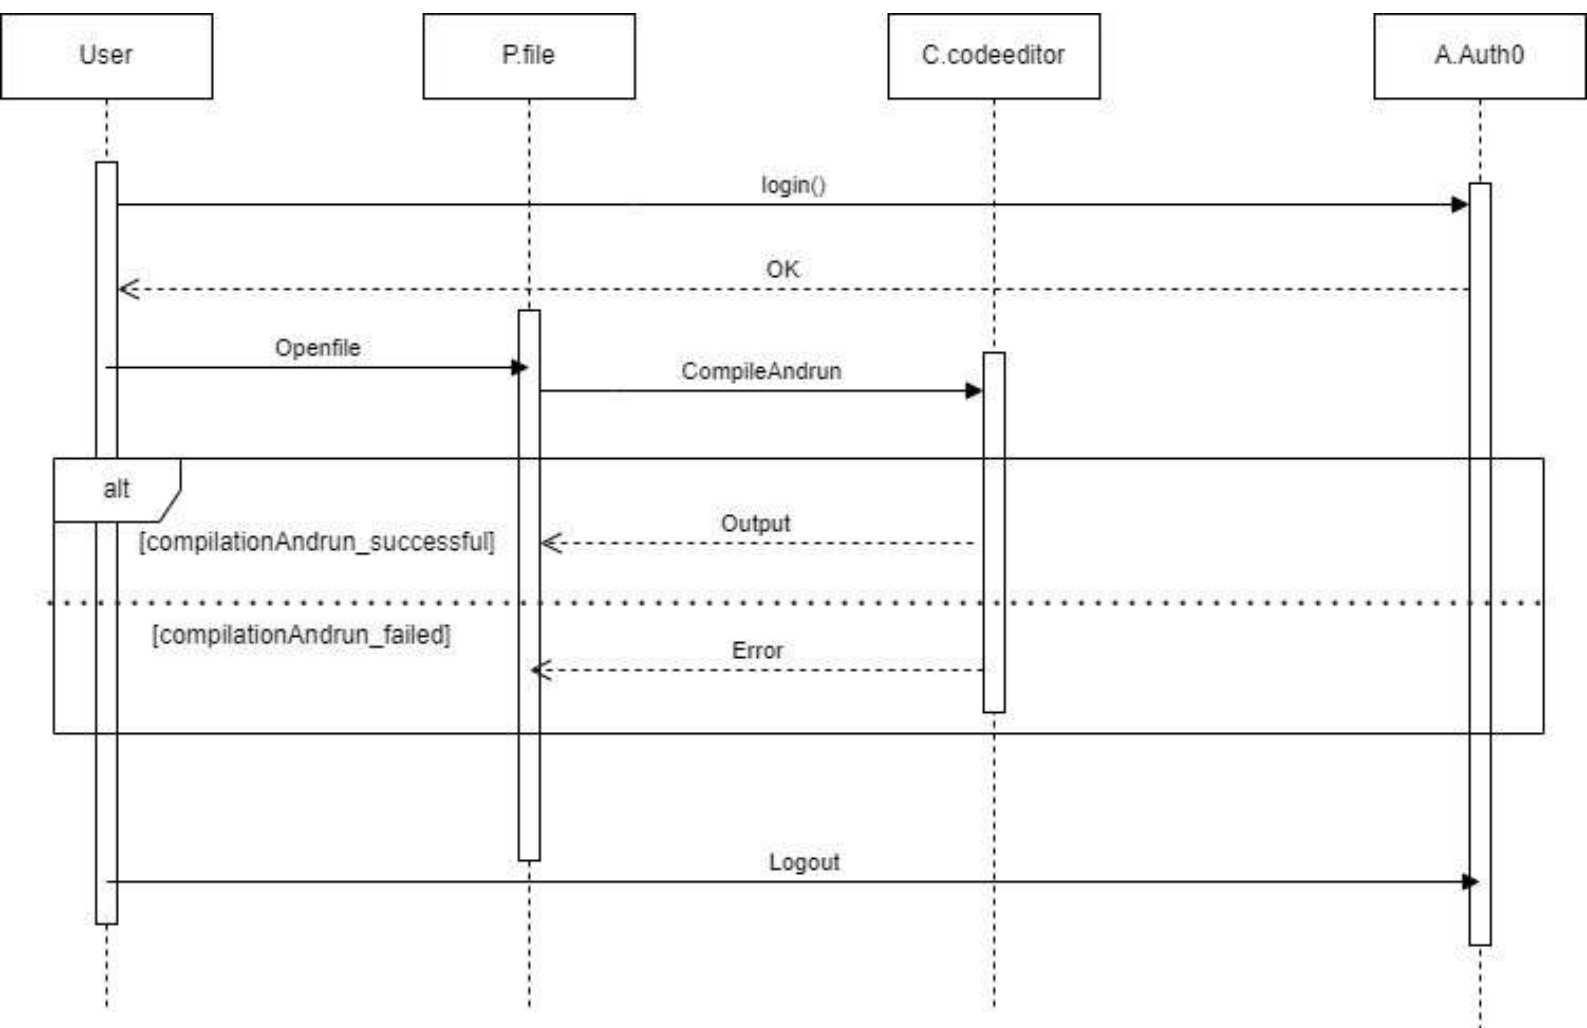 User
P.file
C.codeeditor
A.Auth0
login()
OK
Openfile
CompileAndrun
alt
Output
[compilationAndrun_successful]
[compilationAndrun_failed]
Error
Logout